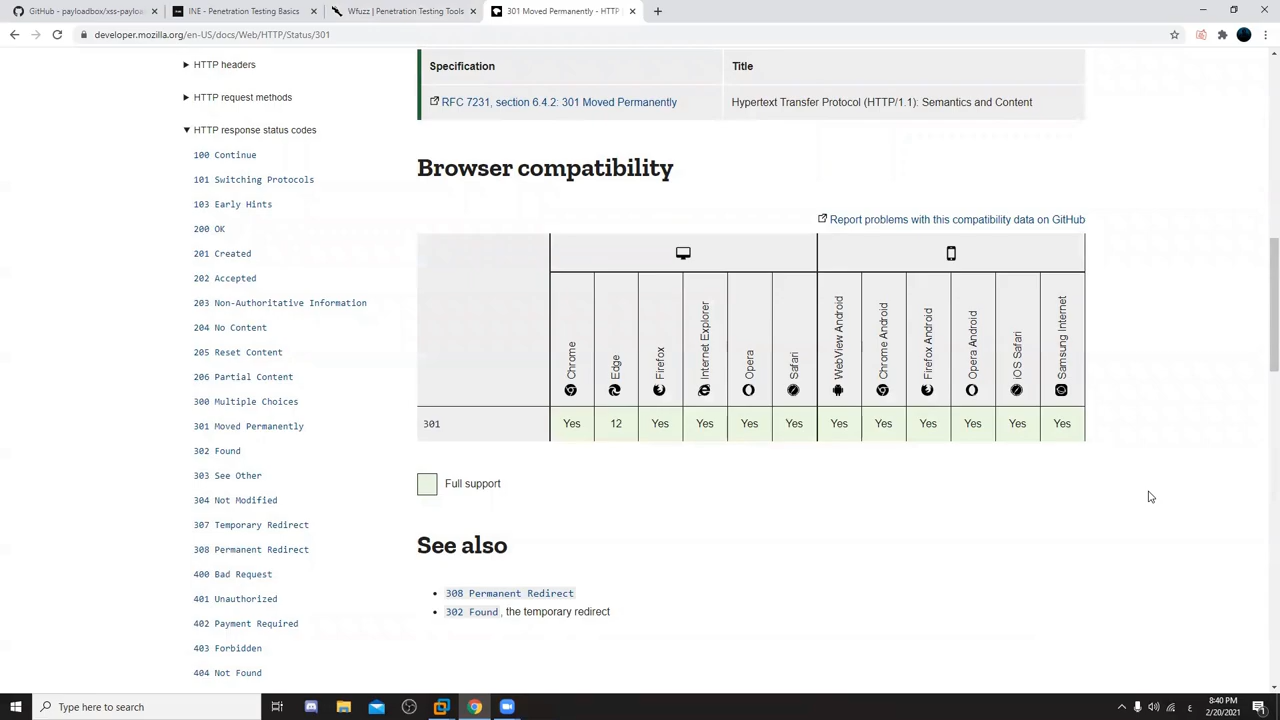 GitHub - payloadbox/xss-payloa
INE - Penetration Testing Basics
Wfuzz | Penetration Testing Tools
301 Moved Permanently - HTTP
developer.mozilla.org/en-US/docs/Web/HTTP/Status/301
HTTP headers
HTTP request methods
HTTP response status codes
100 Continue
101 Switching Protocols
103 Early Hints
200 OK
201 Created
202 Accepted
203 Non-Authoritative Information
204 No Content
205 Reset Content
206 Partial Content
300 Multiple Choices
301 Moved Permanently
302 Found
303 See Other
304 Not Modified
307 Temporary Redirect
308 Permanent Redirect
400 Bad Request
401 Unauthorized
402 Payment Required
403 Forbidden
404 Not Found
Specification Title
RFC 7231, section 6.4.2: 301 Moved Permanently Hypertext Transfer Protocol (HTTP/1.1): Semantics and Content
Browser compatibility
Report problems with this compatibility data on GitHub
Chrome
Edge
Firefox
Internet Explorer
Opera
Safari
WebView Android
Chrome Android
Firefox Android
Opera Android
iOS Safari
Samsung Internet
301 Yes 12 Yes Yes Yes Yes Yes Yes Yes Yes Yes Yes
Full support
See also
308 Permanent Redirect
302 Found, the temporary redirect
Type here to search
ع
8:40 PM
2/20/2021
1